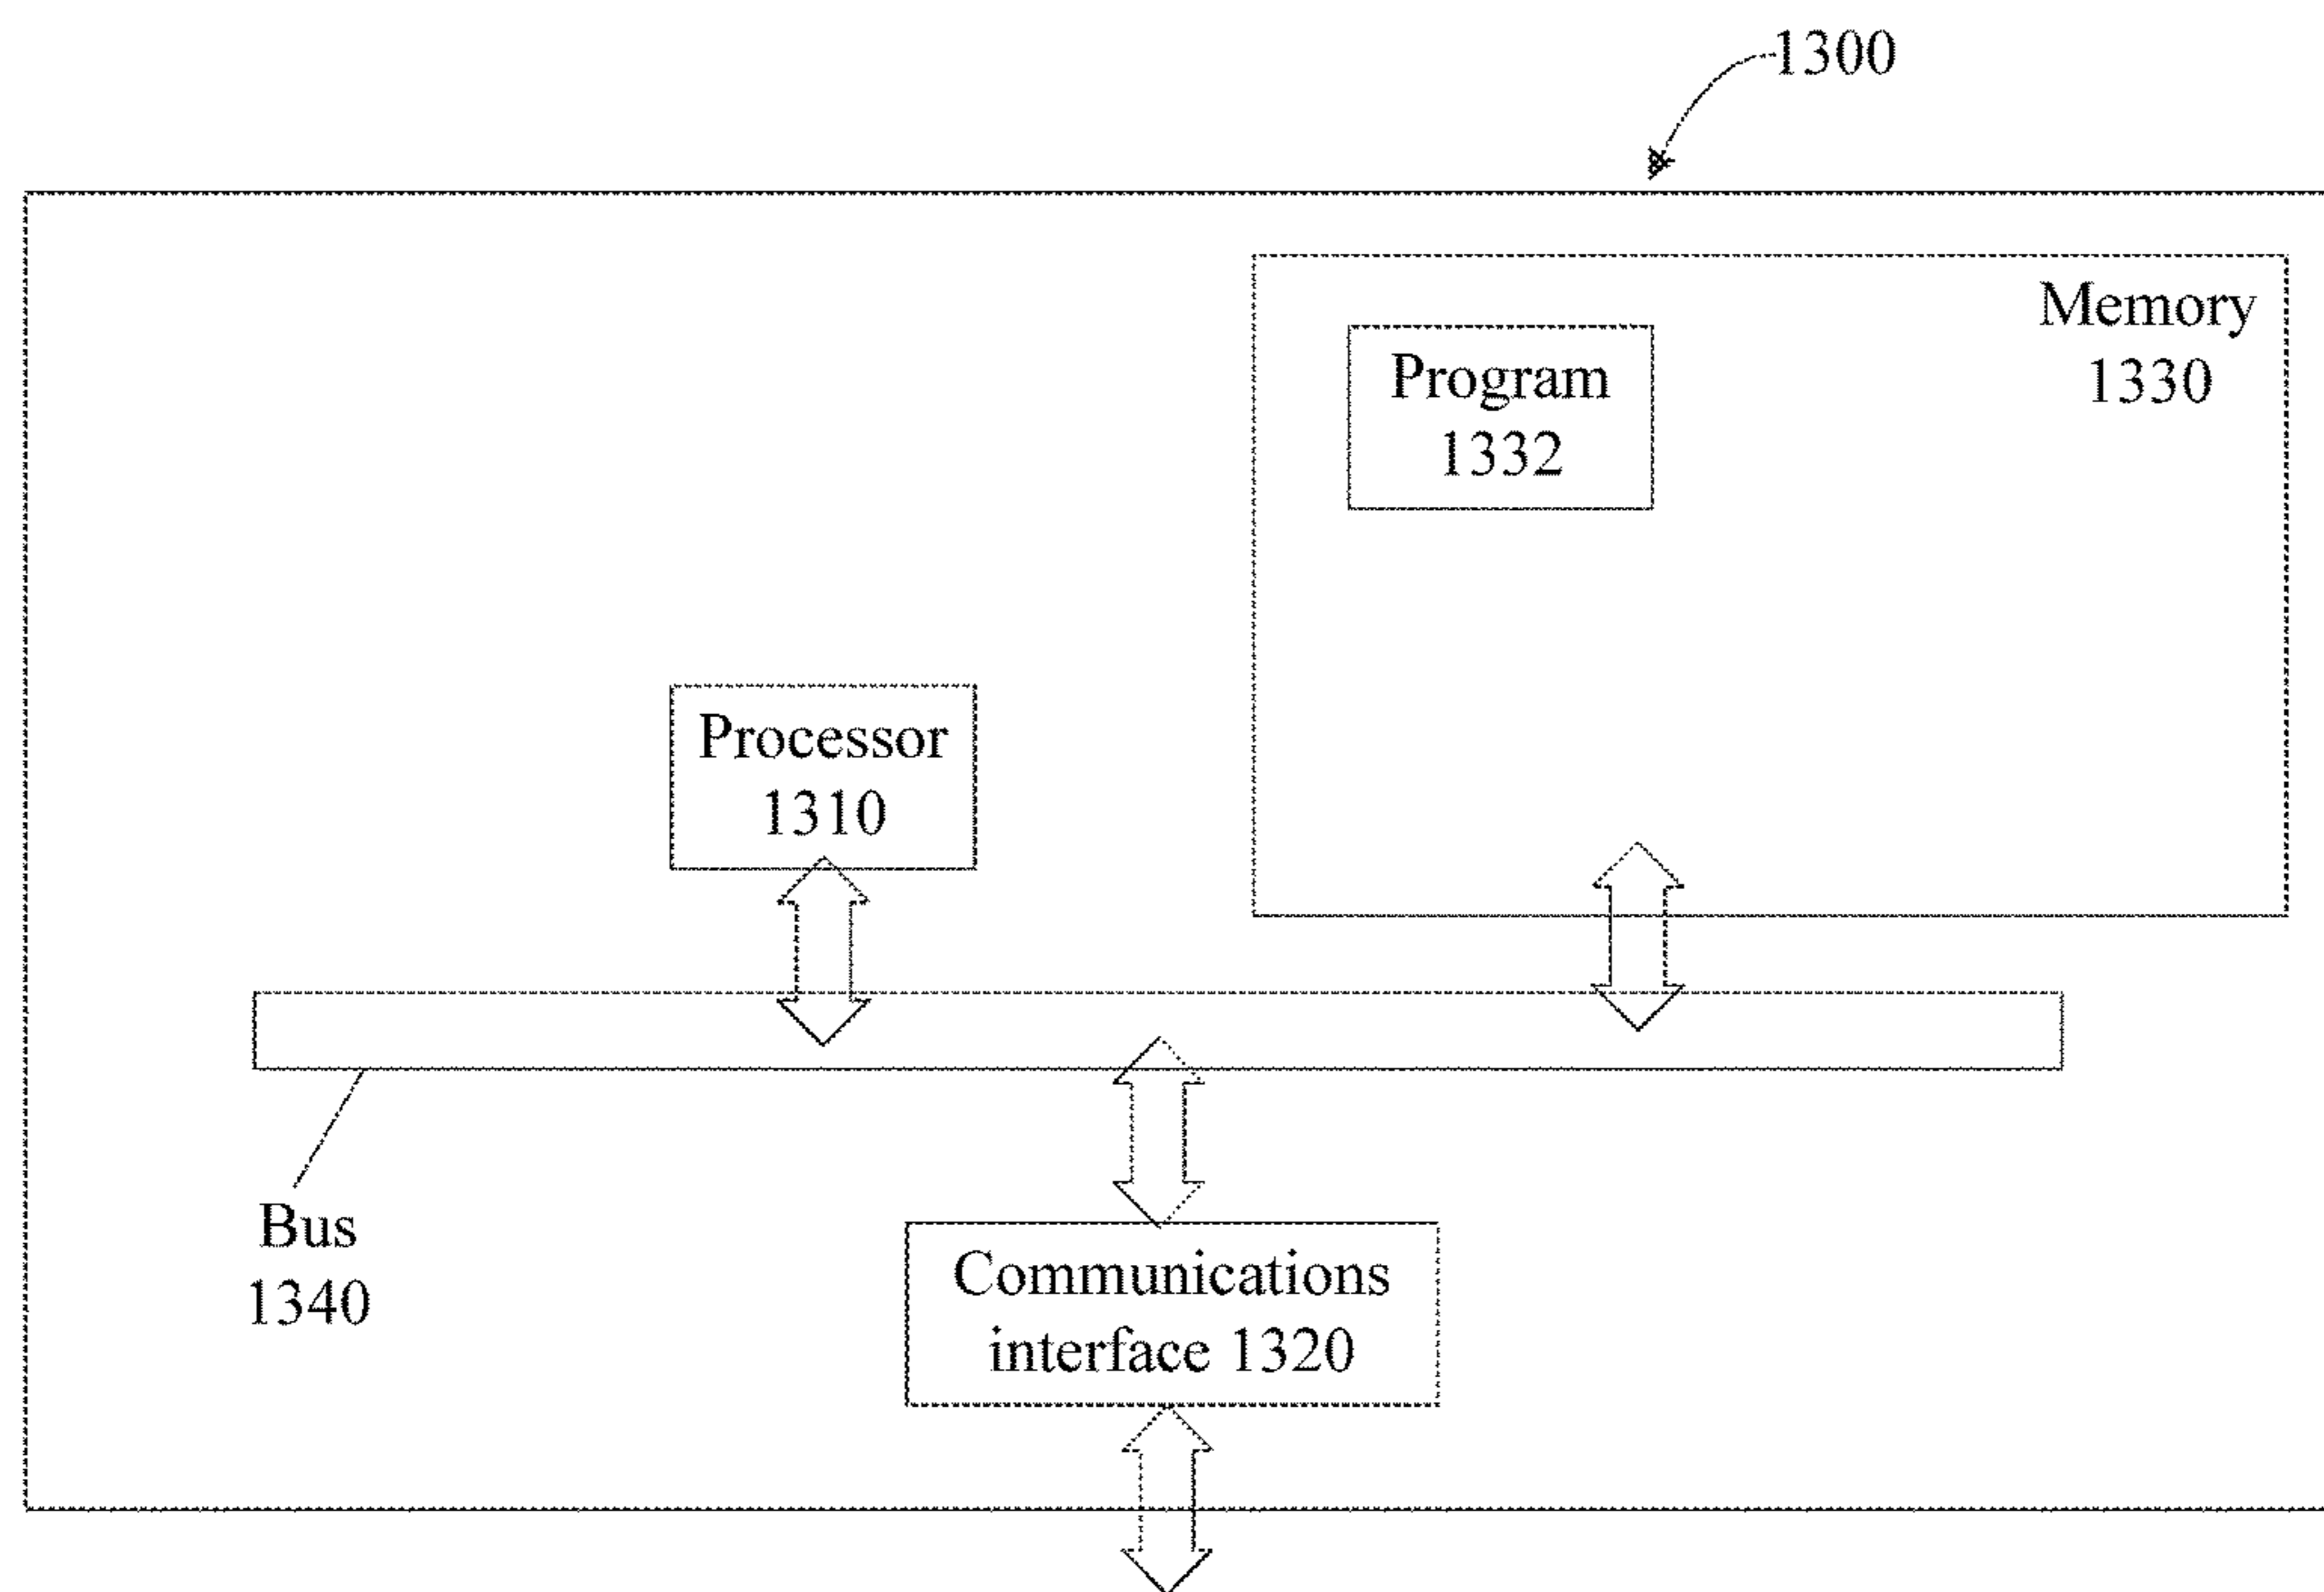 1300
Memory
1330
Program
1332
Processor
1310
Bus
1340
Communications
interface 1320